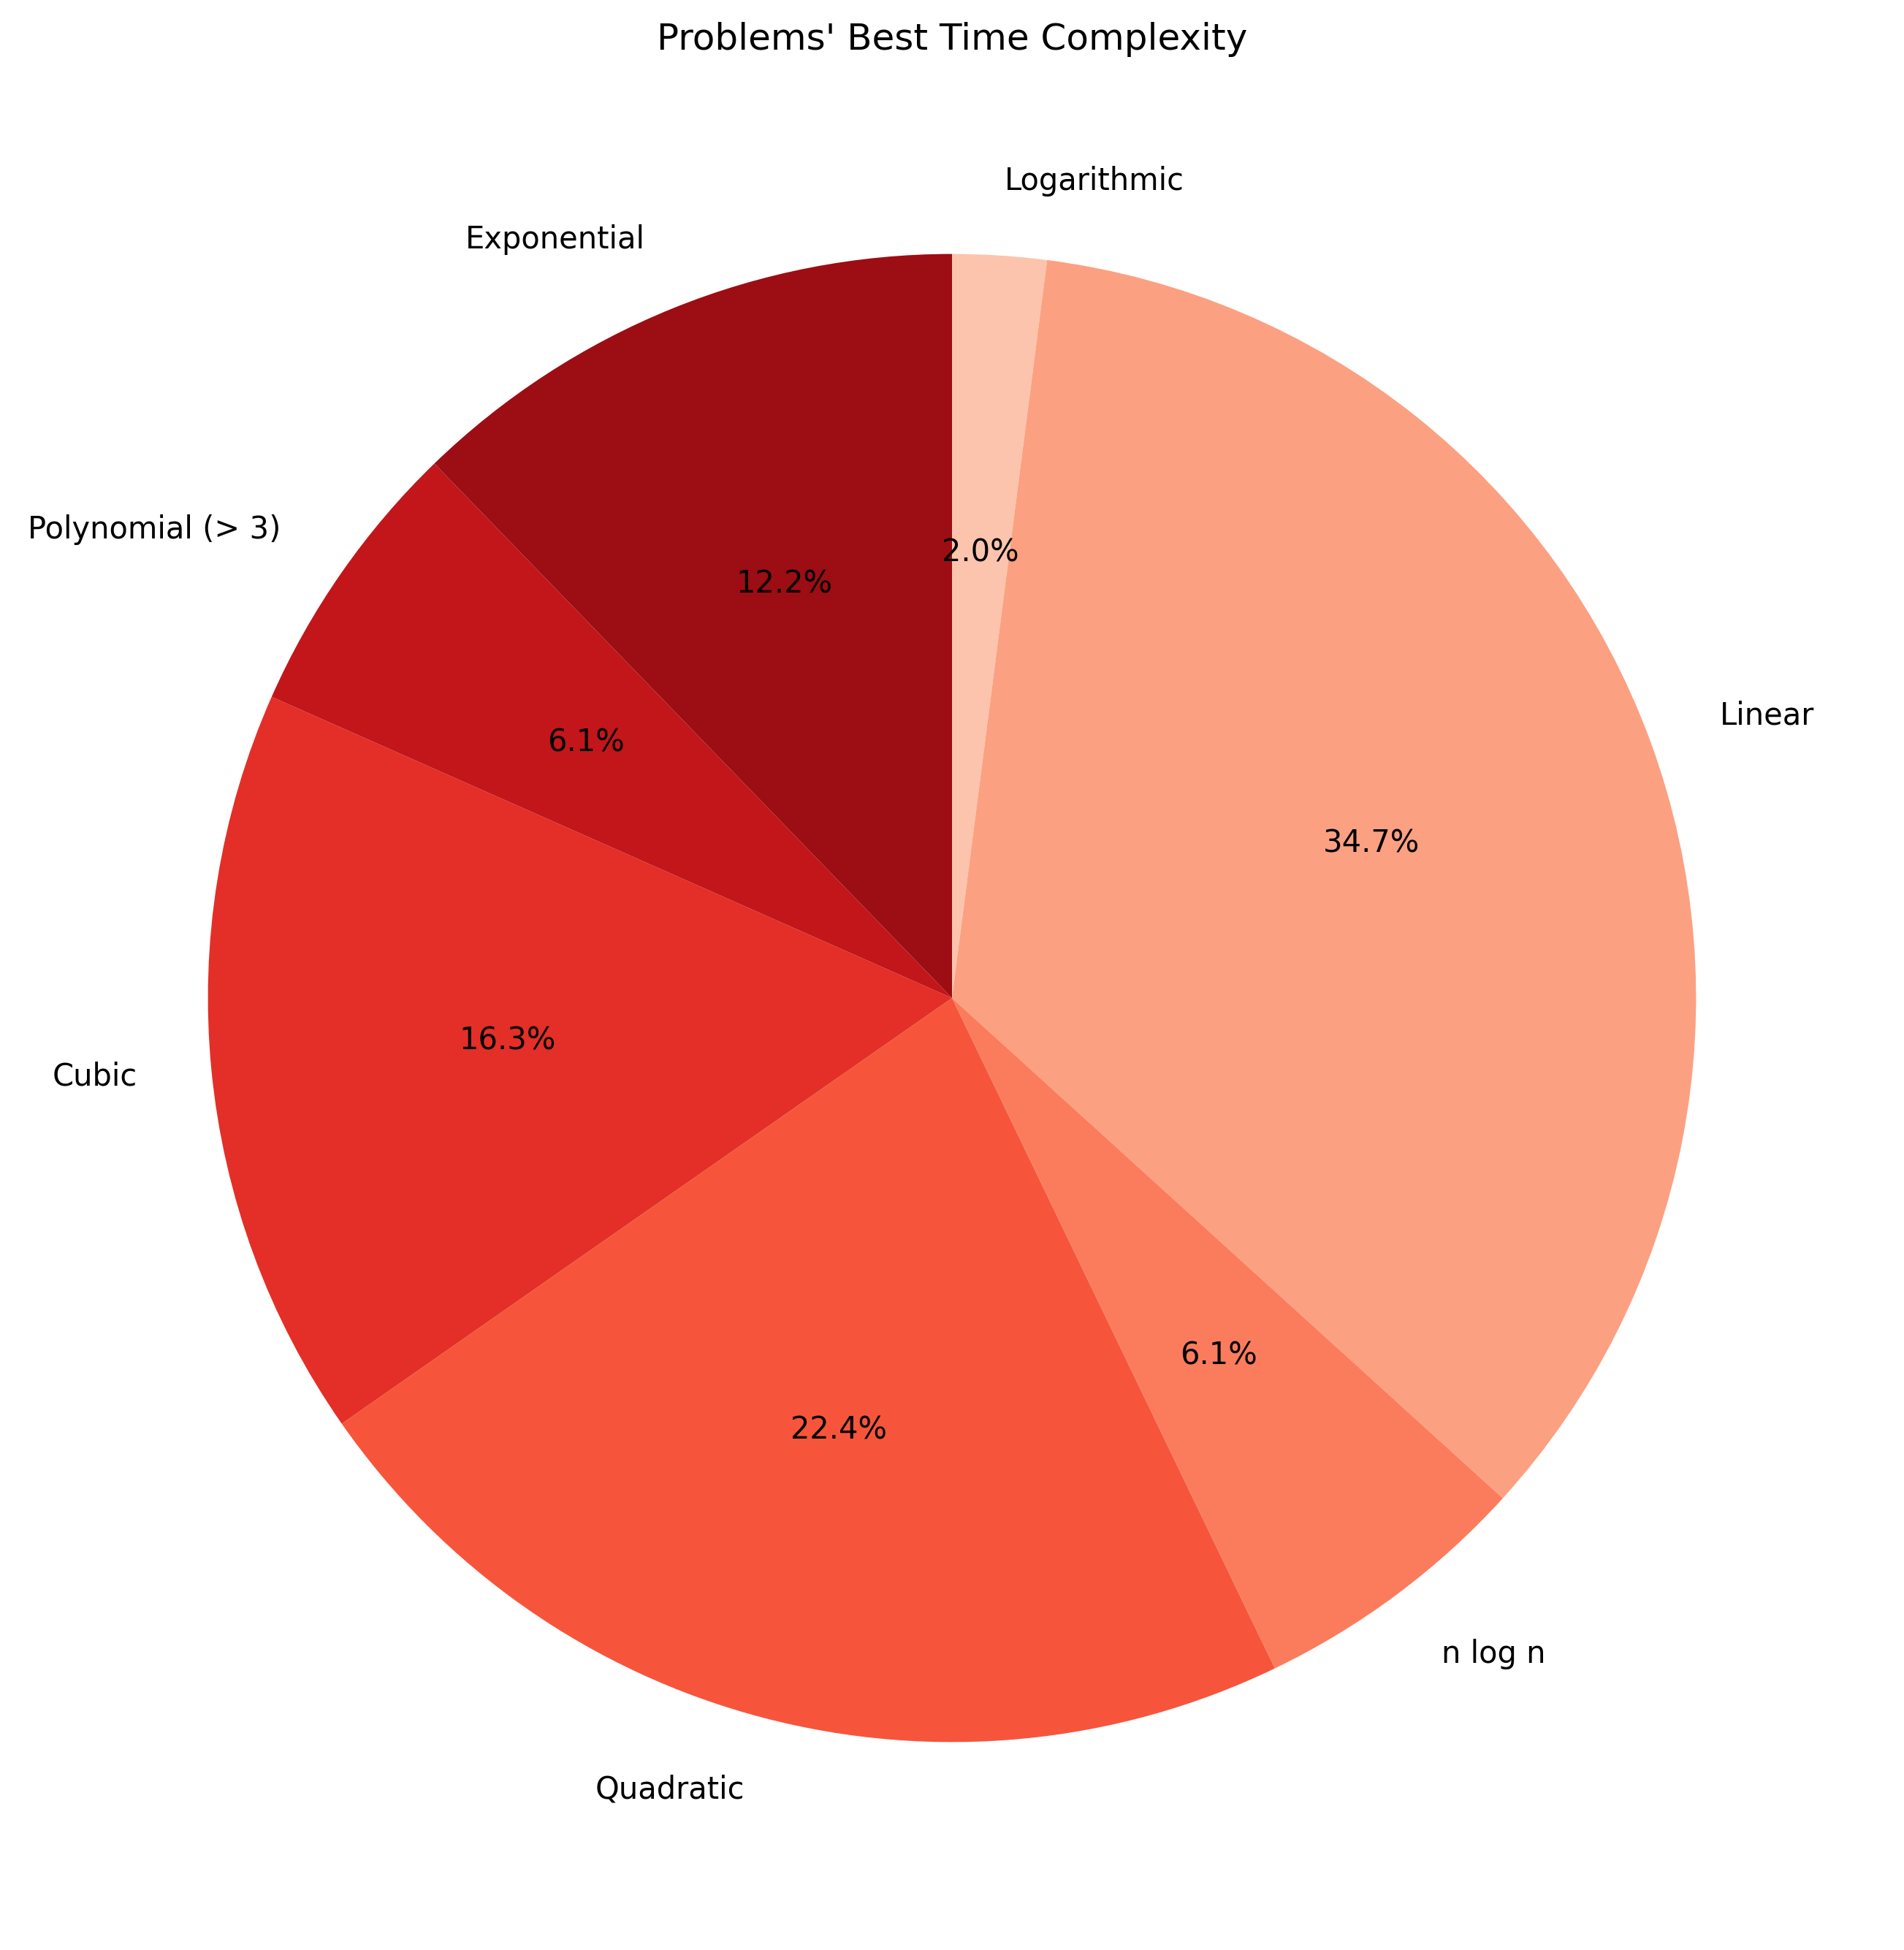 Problems' Best Time Complexity
Logarithmic
Exponential
Polynomial (> 3)
2.0%
12.2%
Linear
6.1%
34.7%
16.3%
Cubic
6.1%
22.4%
n log n
Quadratic